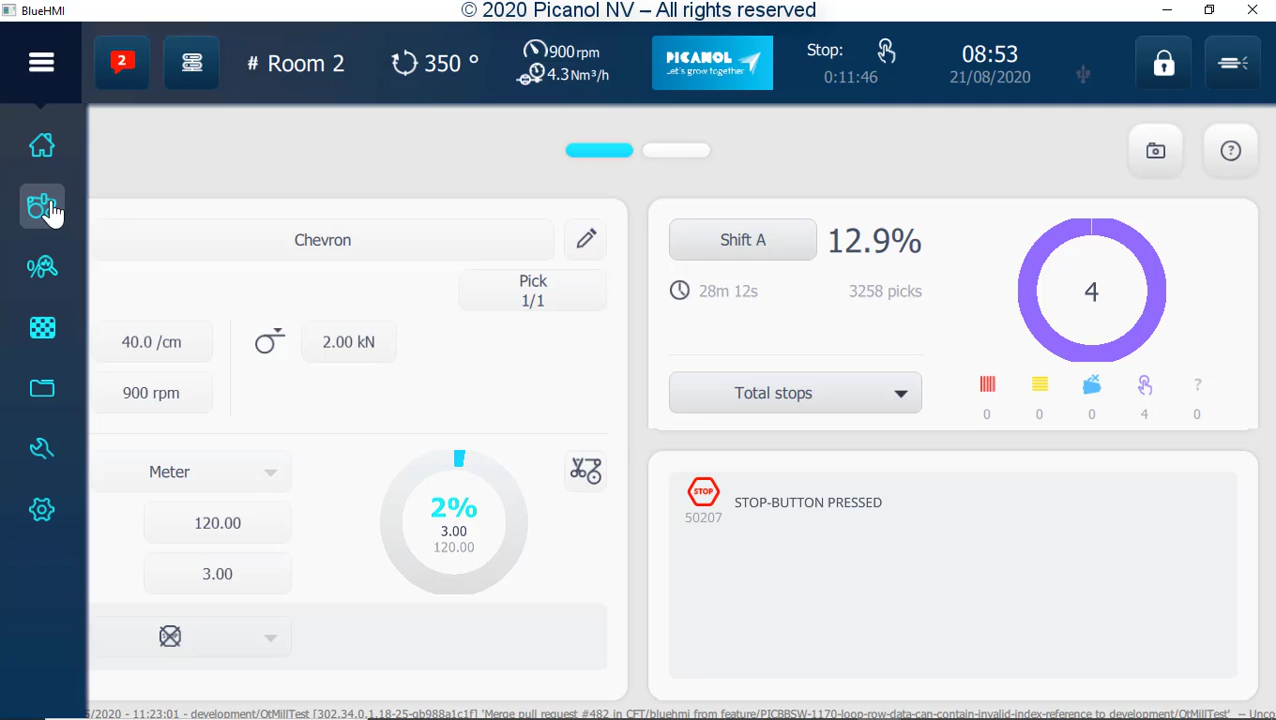 BlueHMI
© 2020 Picanol NV – All rights reserved
2
# Room 2
350 °
900 rpm
4.3 Nm³/h
PICANOL
Let's grow together
Stop:
0:11:46
08:53
21/08/2020
Chevron
Pick
1/1
40.0 /cm
2.00 kN
900 rpm
Meter
120.00
3.00
2%
3.00
120.00
Shift A
12.9%
28m 12s
3258 picks
4
Total stops
?
0
0
0
4
0
STOP
50207
STOP-BUTTON PRESSED
/2020 - 11:23:01 - development/OtMillTest [302.34.0.1.18-25-gb988a1c1f] 'Merge pull request #482 in CFT/bluehmi from feature/PICBBSW-1170-loop-row-data-can-contain-invalid-index-reference to development/OtMillTest' -- Unco